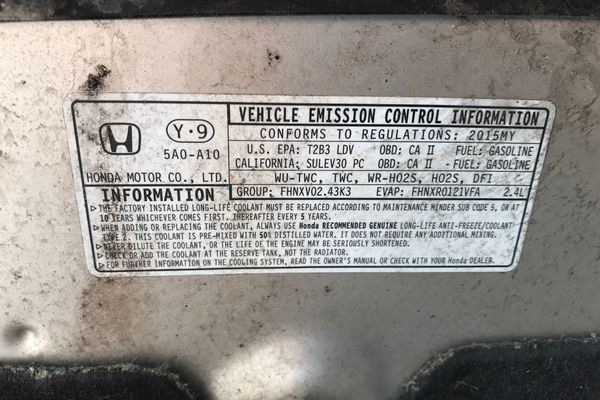 VEHICLE EMISSION CONTROL INFORMATION
Y-9
CONFORMS TO REGULATIONS: 2015MY
5A0-A10
U.S. EPA: T2B3 LDV OBD: CA II FUEL: GASOLINE
CALIFORNIA: SULEV30 PC OBD: CA II - FUEL: GASOLINE
HONDA MOTOR CO., LTD.
WU-TWC, TWC, WR-HO2S, HO2S, DFI
INFORMATION
GROUP: FHNXV02.43K3 EVAP: FHNXR0121VFA 2.4L
▷THE FACTORY INSTALLED LONG-LIFE COOLANT MUST BE REPLACED ACCORDING TO MAINTENANCE MINDER SUB CODE 5, OR AT
10 YEARS WHICHEVER COMES FIRST. THEREAFTER EVERY 5 YEARS.
▷WHEN ADDING OR REPLACING THE COOLANT, ALWAYS USE Honda RECOMMENDED GENUINE LONG-LIFE ANTI-FREEZE/COOLANT
TYPE 2. THIS COOLANT IS PRE-MIXED WITH 50% DISTILLED WATER. IT DOES NOT REQUIRE ANY ADDITIONAL MIXING.
▷NEVER DILUTE THE COOLANT, OR THE LIFE OF THE ENGINE MAY BE SERIOUSLY SHORTENED.
▷CHECK OR ADD THE COOLANT AT THE RESERVE TANK, NOT THE RADIATOR.
▷FOR FURTHER INFORMATION ON THE COOLING SYSTEM, READ THE OWNER'S MANUAL OR CHECK WITH YOUR Honda DEALER.